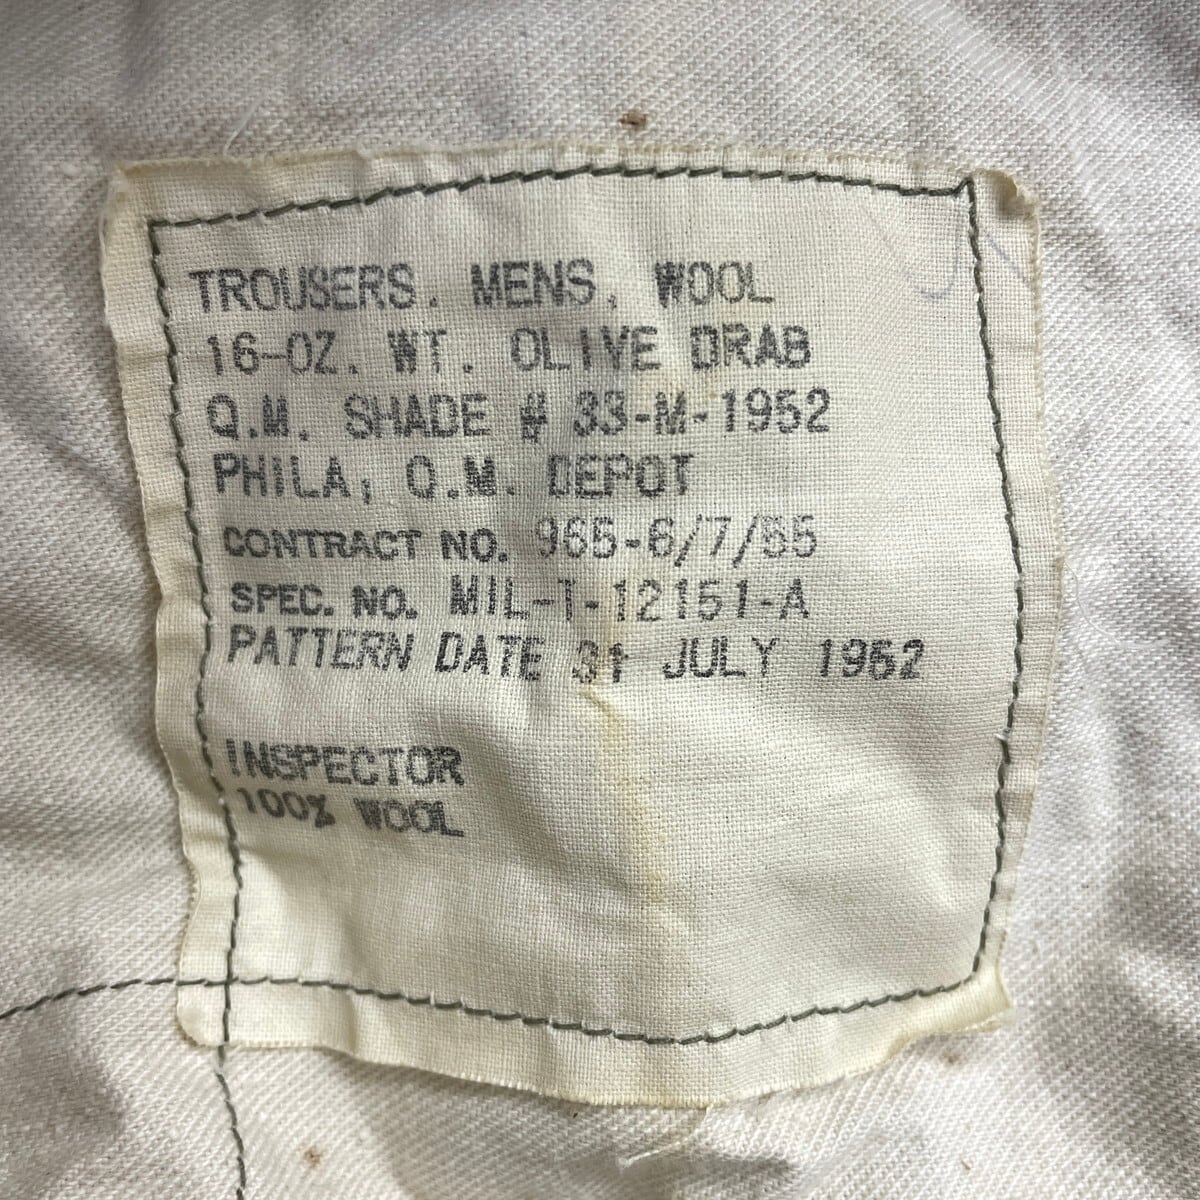 TROUSERS. MENS, WOOL
16-OZ. WT. OLIVE DRAB
Q.M. SHADE # 33-M-1952
PHILA, Q.M. DEPOT
CONTRACT NO. 965-6/7/55
SPEC. NO. MIL-T-12151-A
PATTERN DATE 31 JULY 1952
INSPECTOR
100% WOOL